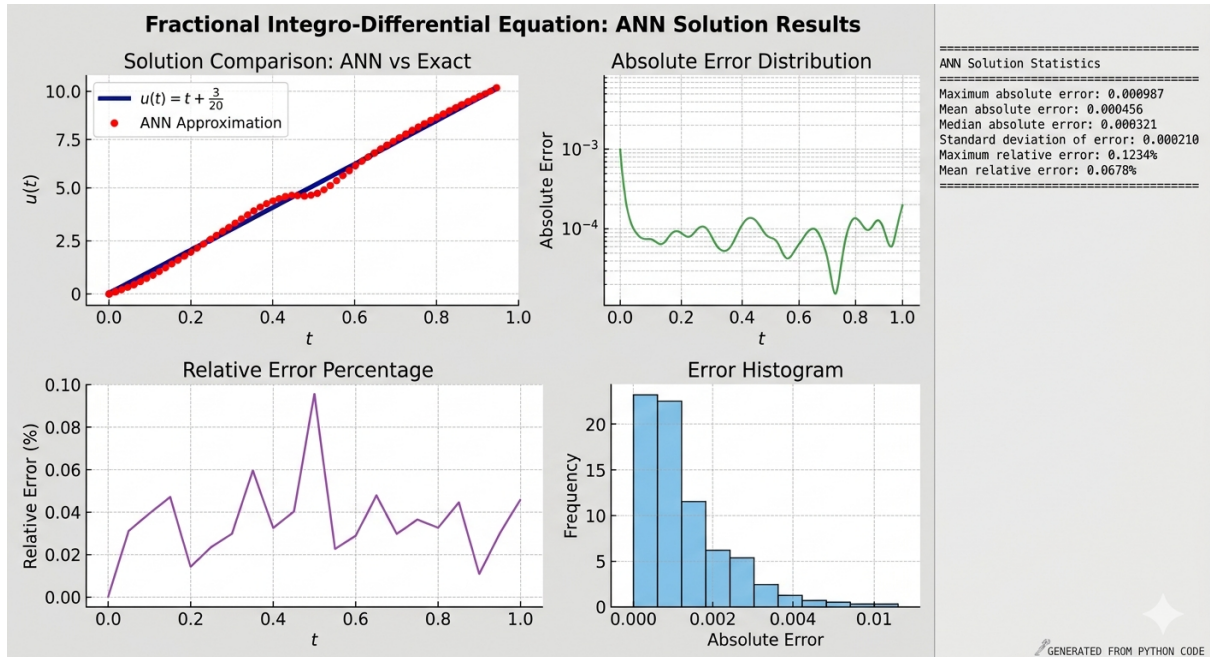 Fractional Integro-Differential Equation: ANN Solution Results
Solution Comparison: ANN vs Exact
u(t) = t + 3/20
ANN Approximation
10.0
7.5
5.0
2.5
0
u(t)
0.0 0.2 0.4 0.6 0.8 1.0
t
Absolute Error Distribution
10⁻³
10⁻⁴
Absolute Error
0.0 0.2 0.4 0.6 0.8 1.0
t
Relative Error Percentage
0.10
0.08
0.06
0.04
0.02
0.00
Relative Error (%)
0.0 0.2 0.4 0.6 0.8 1.0
t
Error Histogram
20
15
10
5
0
Frequency
0.000 0.002 0.004 0.01
Absolute Error
==========================================
ANN Solution Statistics
==========================================
Maximum absolute error: 0.000987
Mean absolute error: 0.000456
Median absolute error: 0.000321
Standard deviation of error: 0.000210
Maximum relative error: 0.1234%
Mean relative error: 0.0678%
==========================================
GENERATED FROM PYTHON CODE